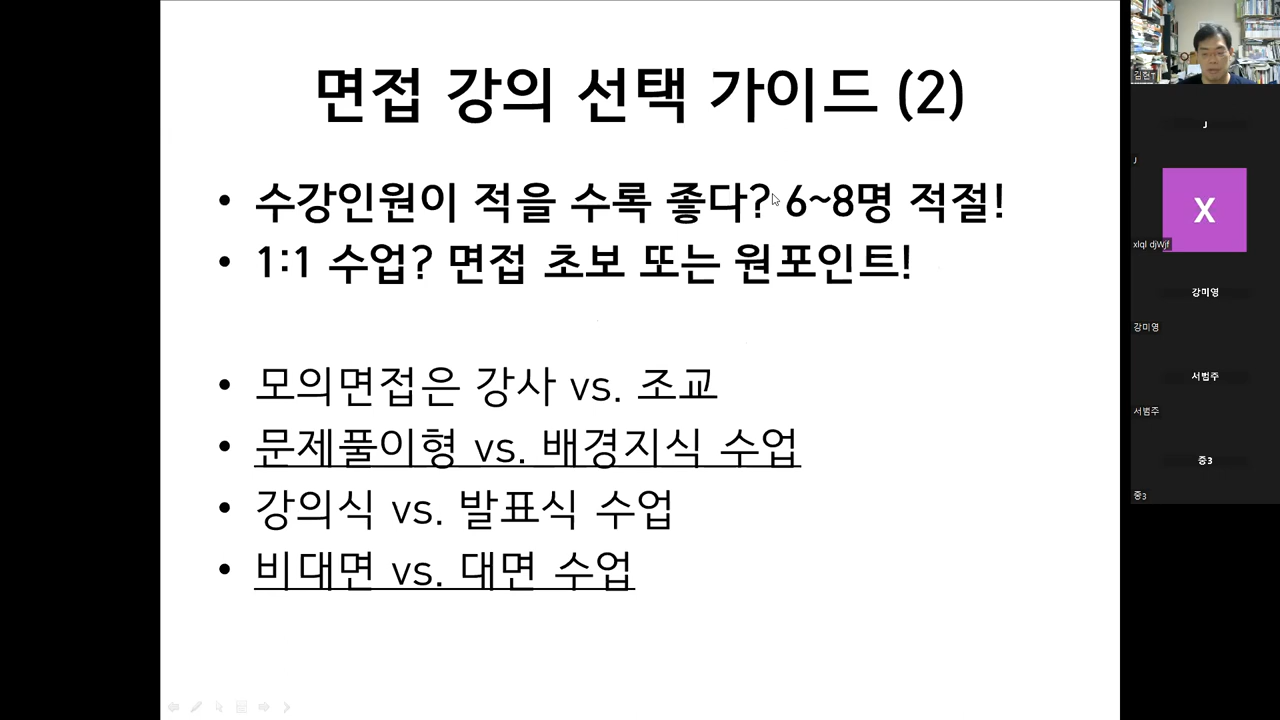 면접 강의 선택 가이드 (2)
• 수강인원이 적을 수록 좋다? 6~8명 적절!
• 1:1 수업? 면접 초보 또는 원포인트!
• 모의면접은 강사 vs. 조교
• 문제풀이형 vs. 배경지식 수업
• 강의식 vs. 발표식 수업
• 비대면 vs. 대면 수업
J
J
X
xlql djWjf
강미영
강미영
서범주
서범주
중3
중3